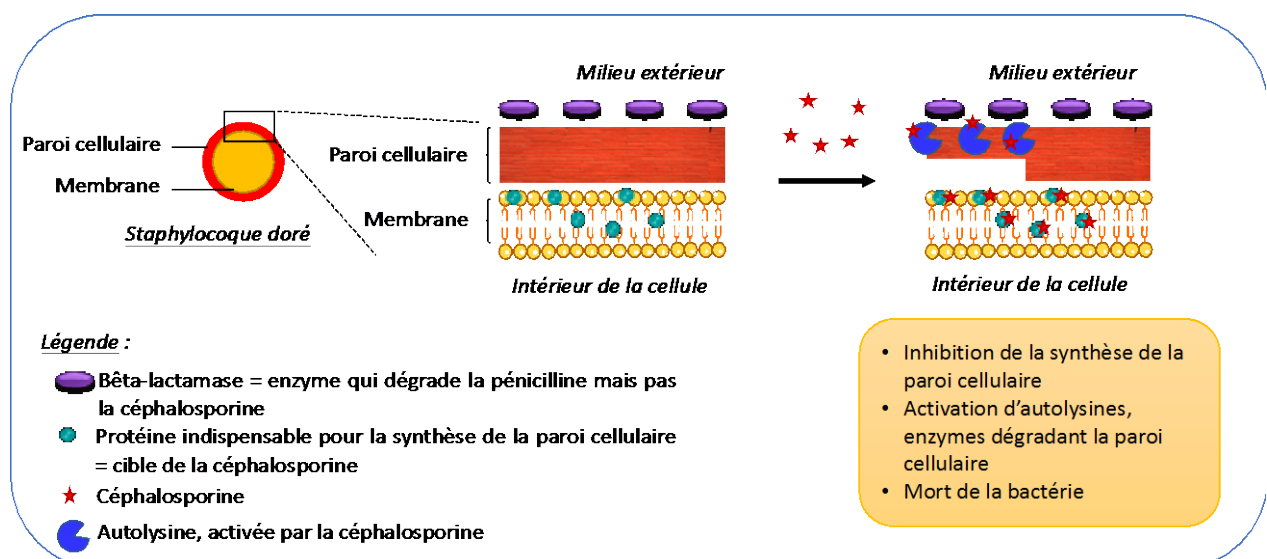 Milieu extérieur
Milieu extérieur
Paroi cellulaire
Membrane
Staphylocoque doré
Paroi cellulaire
Membrane
Intérieur de la cellule
Intérieur de la cellule
Légende :
Bêta-lactamase = enzyme qui dégrade la pénicilline mais pas
la céphalosporine
Protéine indispensable pour la synthèse de la paroi cellulaire
= cible de la céphalosporine
Céphalosporine
Autolysine, activée par la céphalosporine
• Inhibition de la synthèse de la
paroi cellulaire
• Activation d’autolysines,
enzymes dégradant la paroi
cellulaire
• Mort de la bactérie